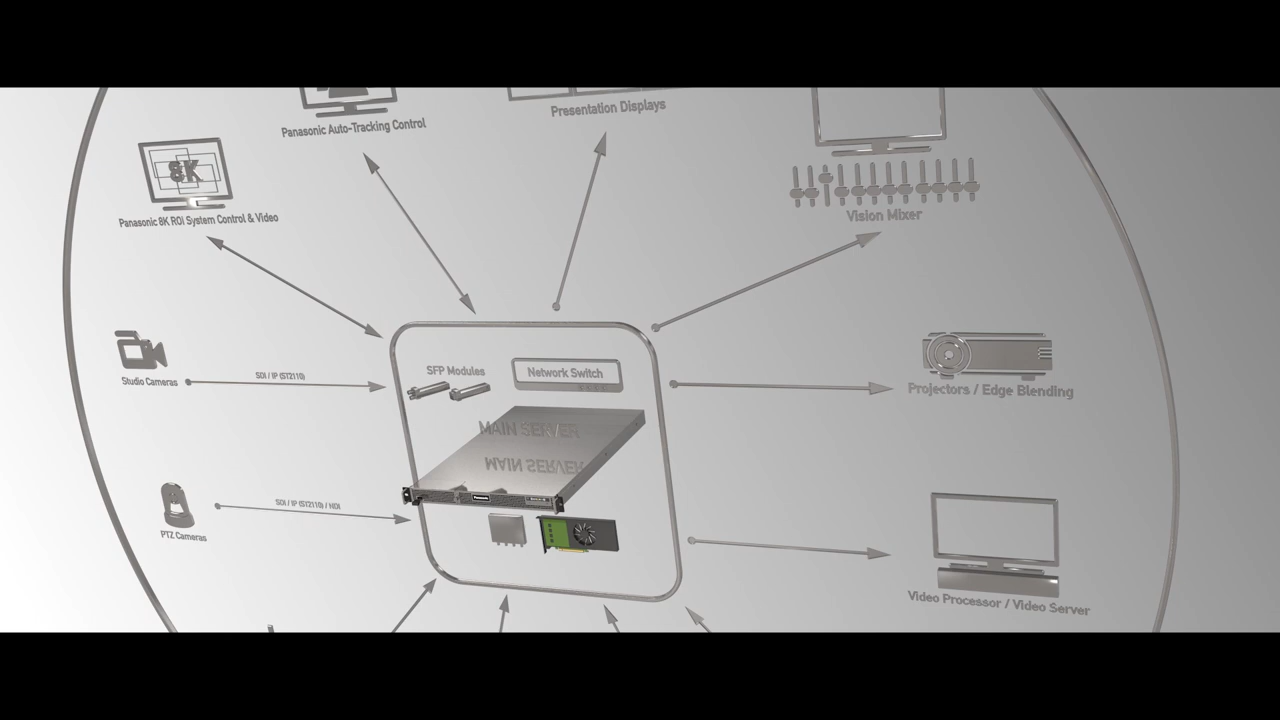 Presentation Displays
Panasonic Auto-Tracking Control
8K
Panasonic 8K ROI System Control & Video
Vision Mixer
SFP Modules
Network Switch
Studio Cameras
SDI / IP (ST2110)
Projectors / Edge Blending
MAIN SERVER
MAIN SERVER
Panasonic
SDI / IP (ST2110) / NDI
PTZ Cameras
Video Processor / Video Server